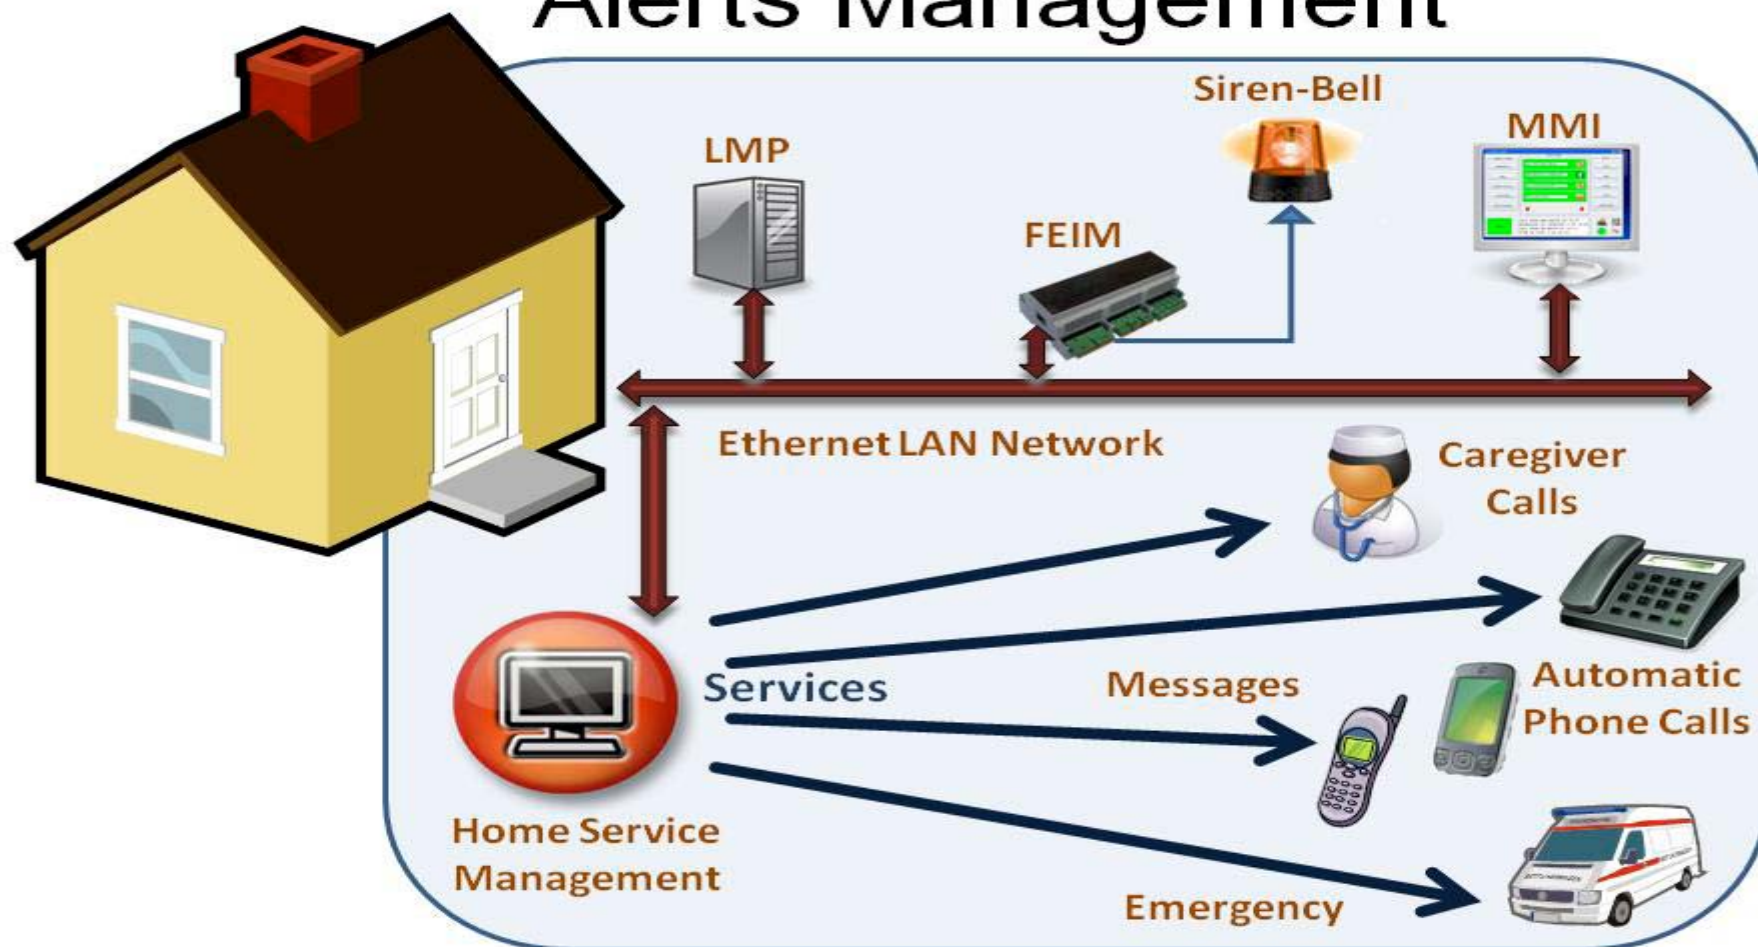 Alerts Management
Siren-Bell
MMI
LMP
FEIM
Ethernet LAN Network
Caregiver
Calls
Services
Messages
Automatic
Phone Calls
Home Service
Management
Emergency